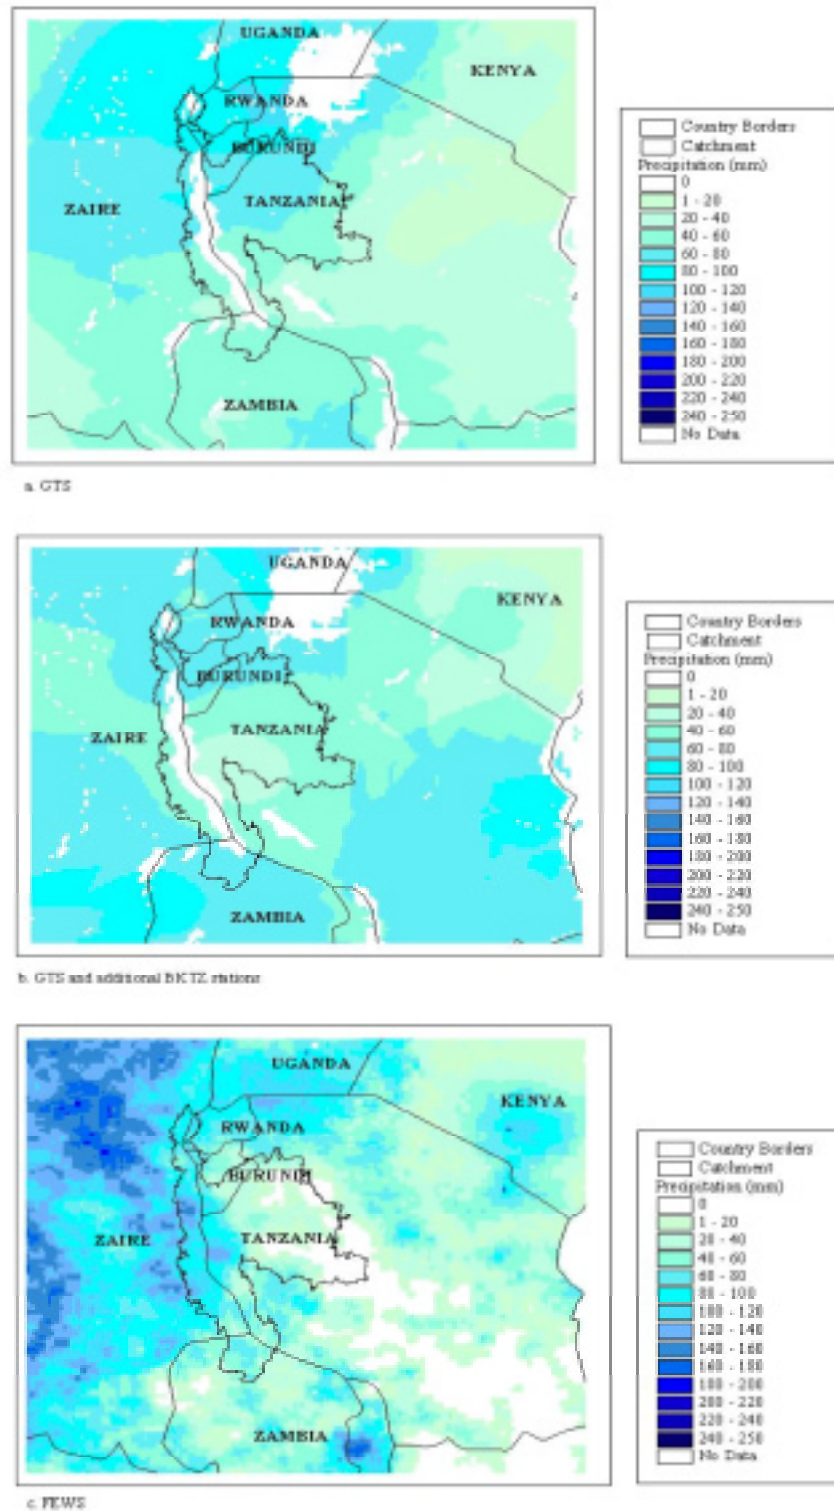 UGANDA
KENYA
RWANDA
BURUNDI
ZAIRE
TANZANIA
ZAMBIA
Country Borders
Catchment
Precipitation (mm)
0
1 - 20
20 - 40
40 - 60
60 - 80
80 - 100
100 - 120
120 - 140
140 - 160
160 - 180
180 - 200
200 - 220
220 - 240
240 - 250
No Data
a. GTS
UGANDA
KENYA
RWANDA
BURUNDI
ZAIRE
TANZANIA
ZAMBIA
Country Borders
Catchment
Precipitation (mm)
0
1 - 20
20 - 40
40 - 60
60 - 80
80 - 100
100 - 120
120 - 140
140 - 160
160 - 180
180 - 200
200 - 220
220 - 240
240 - 250
No Data
b. GTS and additional BKTZ stations
UGANDA
KENYA
RWANDA
BURUNDI
ZAIRE
TANZANIA
ZAMBIA
Country Borders
Catchment
Precipitation (mm)
0
1 - 20
20 - 40
40 - 60
60 - 80
80 - 100
100 - 120
120 - 140
140 - 160
160 - 180
180 - 200
200 - 220
220 - 240
240 - 250
No Data
c. FEWS